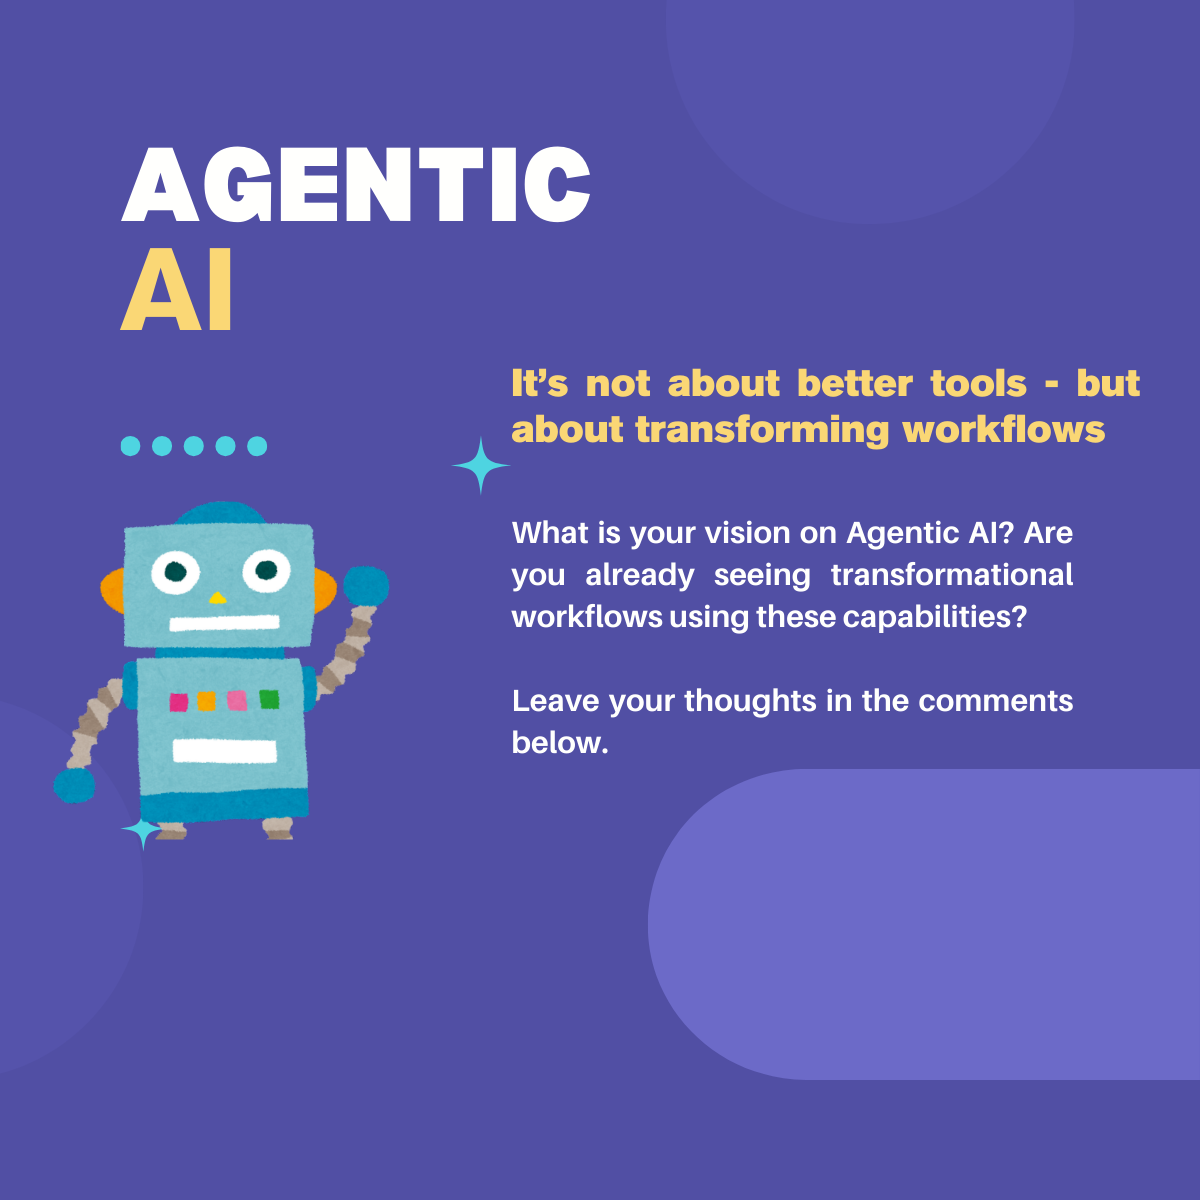 AGENTIC
AI
It's not about better tools - but
about transforming workflows
What is your vision on Agentic AI? Are
you already seeing transformational
workflows using these capabilities?
Leave your thoughts in the comments
below.